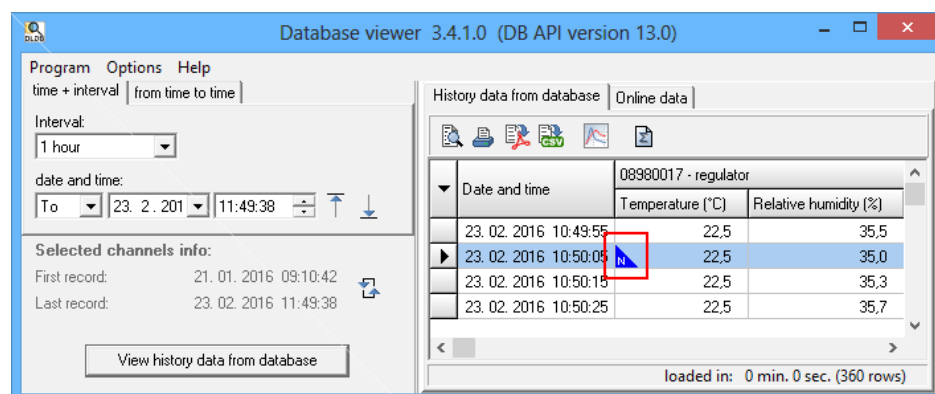 DLDB
Database viewer 3.4.1.0 (DB API version 13.0)
Program Options Help
time + interval from time to time
Interval:
1 hour
date and time:
To 23. 2. 201 11:49:38
Selected channels info:
First record: 21. 01. 2016 09:10:42
Last record: 23. 02. 2016 11:49:38
View history data from database
History data from database Online data
CSV
Date and time 08980017 - regulator
Temperature (°C) Relative humidity (%)
23. 02. 2016 10:49:55 22,5 35,5
23. 02. 2016 10:50:05 N 22,5 35,0
23. 02. 2016 10:50:15 22,5 35,3
23. 02. 2016 10:50:25 22,5 35,7
loaded in: 0 min. 0 sec. (360 rows)